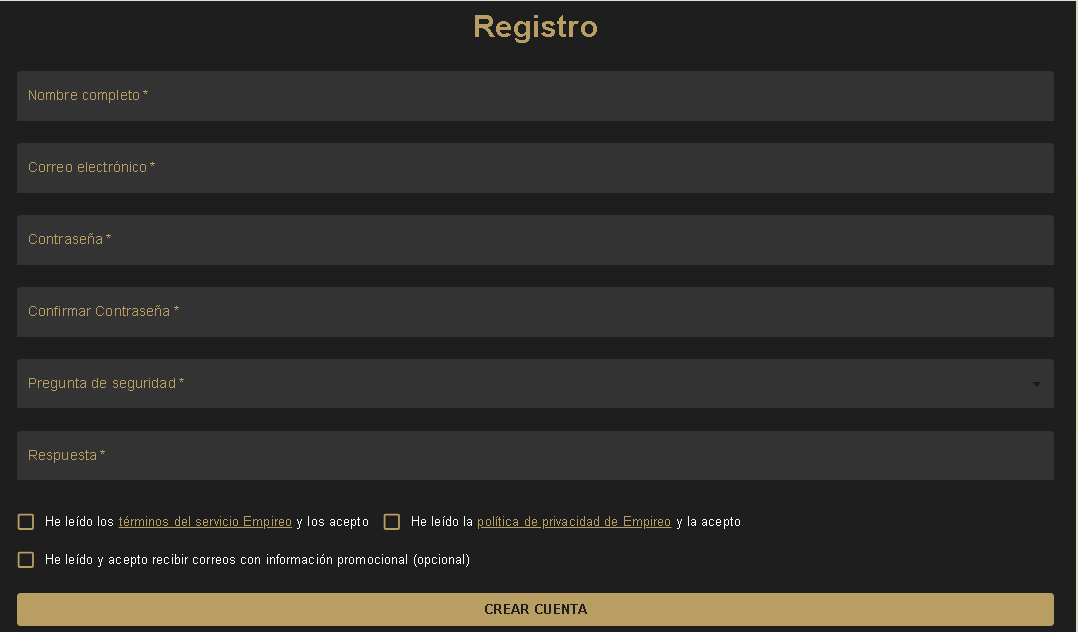 Registro
Nombre completo *
Correo electrónico *
Contraseña *
Confirmar Contraseña *
Pregunta de seguridad *
Respuesta *
He leído los términos del servicio Empireo y los acepto He leído la política de privacidad de Empireo y la acepto
He leído y acepto recibir correos con información promocional (opcional)
CREAR CUENTA